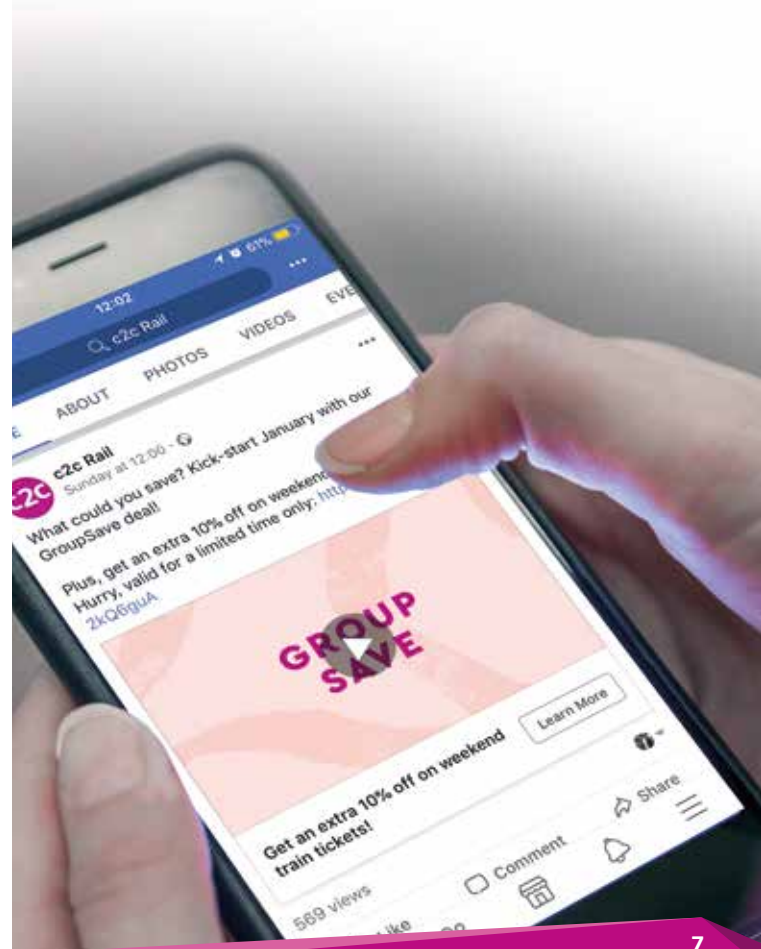 61%
12:02
c2c Rail
ABOUT PHOTOS VIDEOS EVE
c2c
c2c Rail
Sunday at 12:00
What could you save? Kick-start January with our
GroupSave deal!
Plus, get an extra 10% off on weekend
Hurry, valid for a limited time only: http
2kQ6guA
GROUP
SAVE
Learn More
Get an extra 10% off on weekend
train tickets!
569 views
Like Comment Share
7